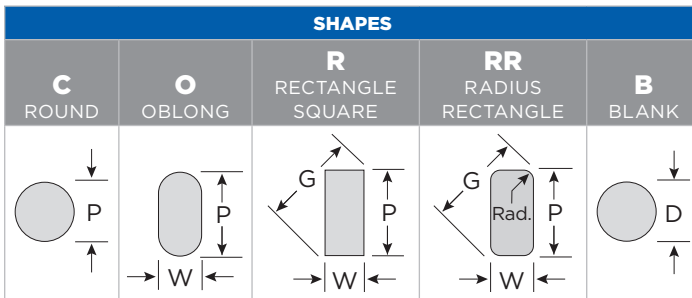 SHAPES
C
ROUND
O
OBLONG
R
RECTANGLE
SQUARE
RR
RADIUS
RECTANGLE
B
BLANK
P
P
W
G
P
W
G
Rad.
P
W
D